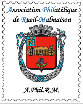 Association Philatélique
de Rueil-Malmaison
A.Phil.R.M.